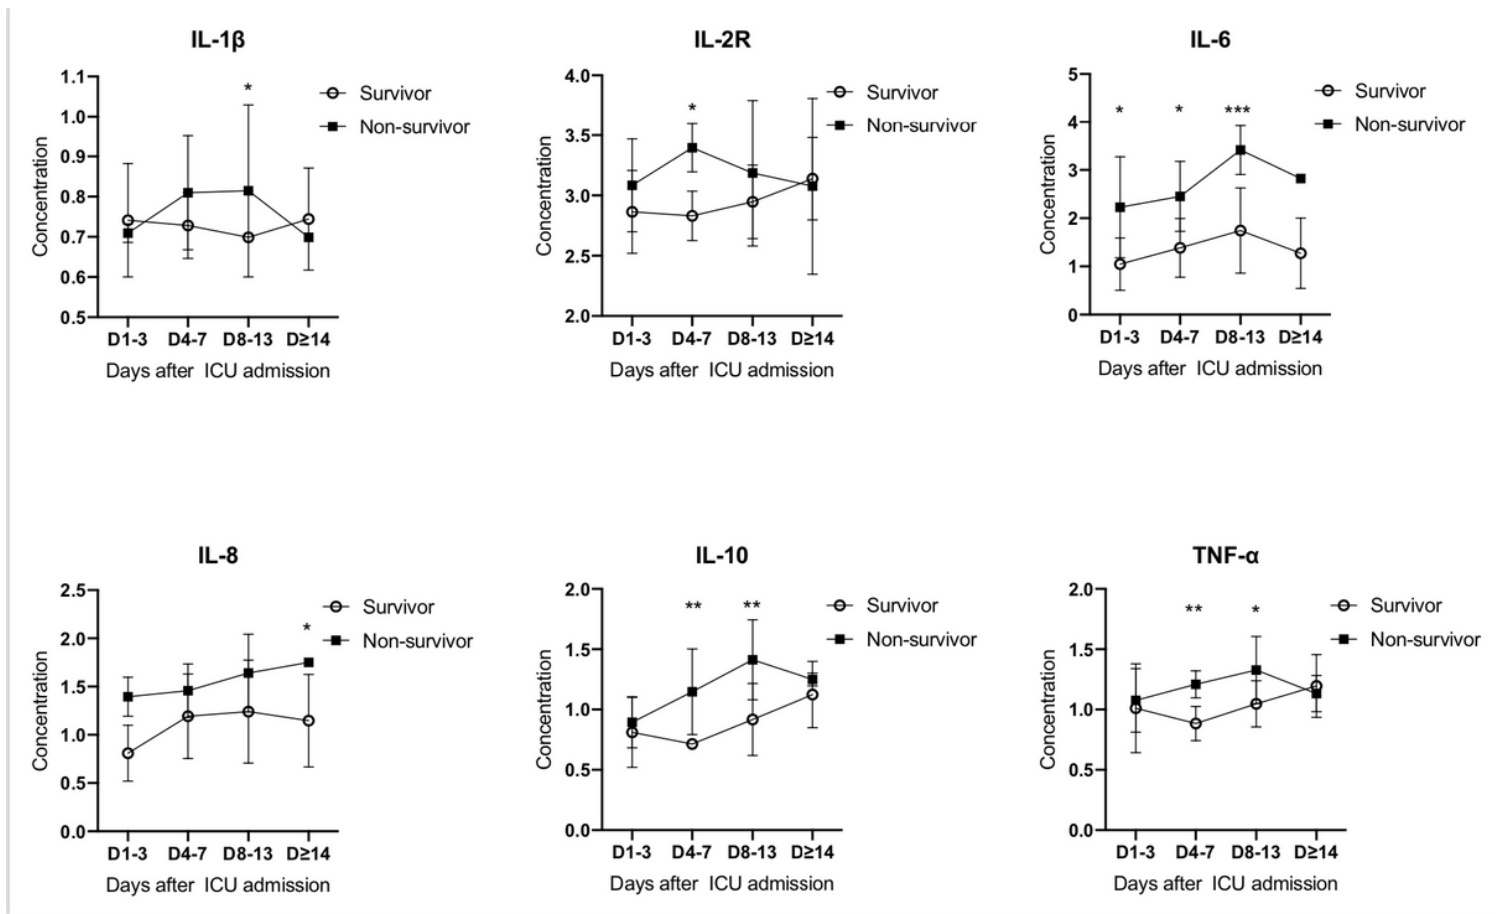 IL-1β
1.1
1.0
0.9
0.8
0.7
0.6
0.5
Concentration
*
Survivor
Non-survivor
D1-3 D4-7 D8-13 D≥14
Days after ICU admission
IL-2R
4.0
3.5
3.0
2.5
2.0
Concentration
*
Survivor
Non-survivor
D1-3 D4-7 D8-13 D≥14
Days after ICU admission
IL-6
5
4
3
2
1
0
Concentration
* * ***
Survivor
Non-survivor
D1-3 D4-7 D8-13 D≥14
Days after ICU admission
IL-8
2.5
2.0
1.5
1.0
0.5
0.0
Concentration
*
Survivor
Non-survivor
D1-3 D4-7 D8-13 D≥14
Days after ICU admission
IL-10
2.0
1.5
1.0
0.5
0.0
Concentration
** **
Survivor
Non-survivor
D1-3 D4-7 D8-13 D≥14
Days after ICU admission
TNF-α
2.0
1.5
1.0
0.5
0.0
Concentration
** *
Survivor
Non-survivor
D1-3 D4-7 D8-13 D≥14
Days after ICU admission